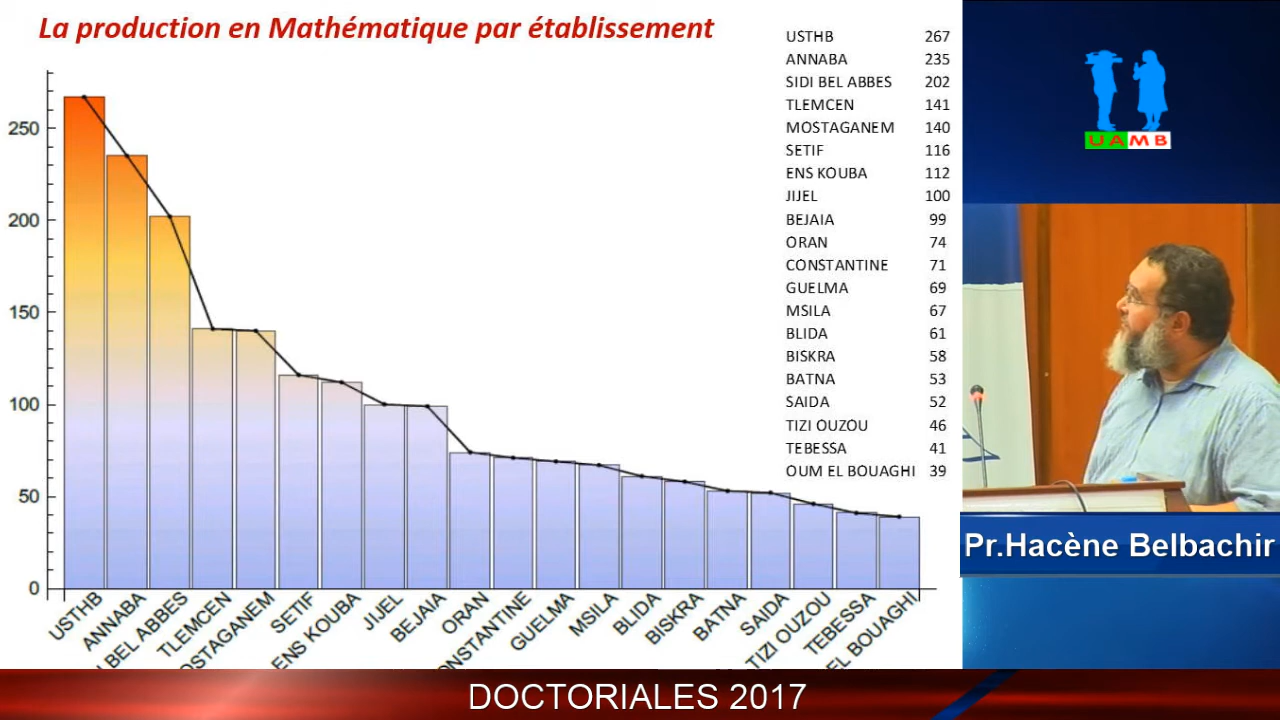 La production en Mathématique par établissement
USTHB 267
ANNABA 235
SIDI BEL ABBES 202
TLEMCEN 141
MOSTAGANEM 140
SETIF 116
ENS KOUBA 112
JIJEL 100
BEJAIA 99
ORAN 74
CONSTANTINE 71
GUELMA 69
MSILA 67
BLIDA 61
BISKRA 58
BATNA 53
SAIDA 52
TIZI OUZOU 46
TEBESSA 41
OUM EL BOUAGHI 39
250
200
150
100
50
0
USTHB
ANNABA
BEL ABBES
TLEMCEN
OSTAGANEM
SETIF
ENS KOUBA
JIJEL
BEJAIA
ORAN
ONSTANTINE
GUELMA
MSILA
BLIDA
BISKRA
BATNA
SAIDA
TIZI OUZOU
TEBESSA
EL BOUAGHI
UAMB
Pr.Hacène Belbachir
DOCTORIALES 2017